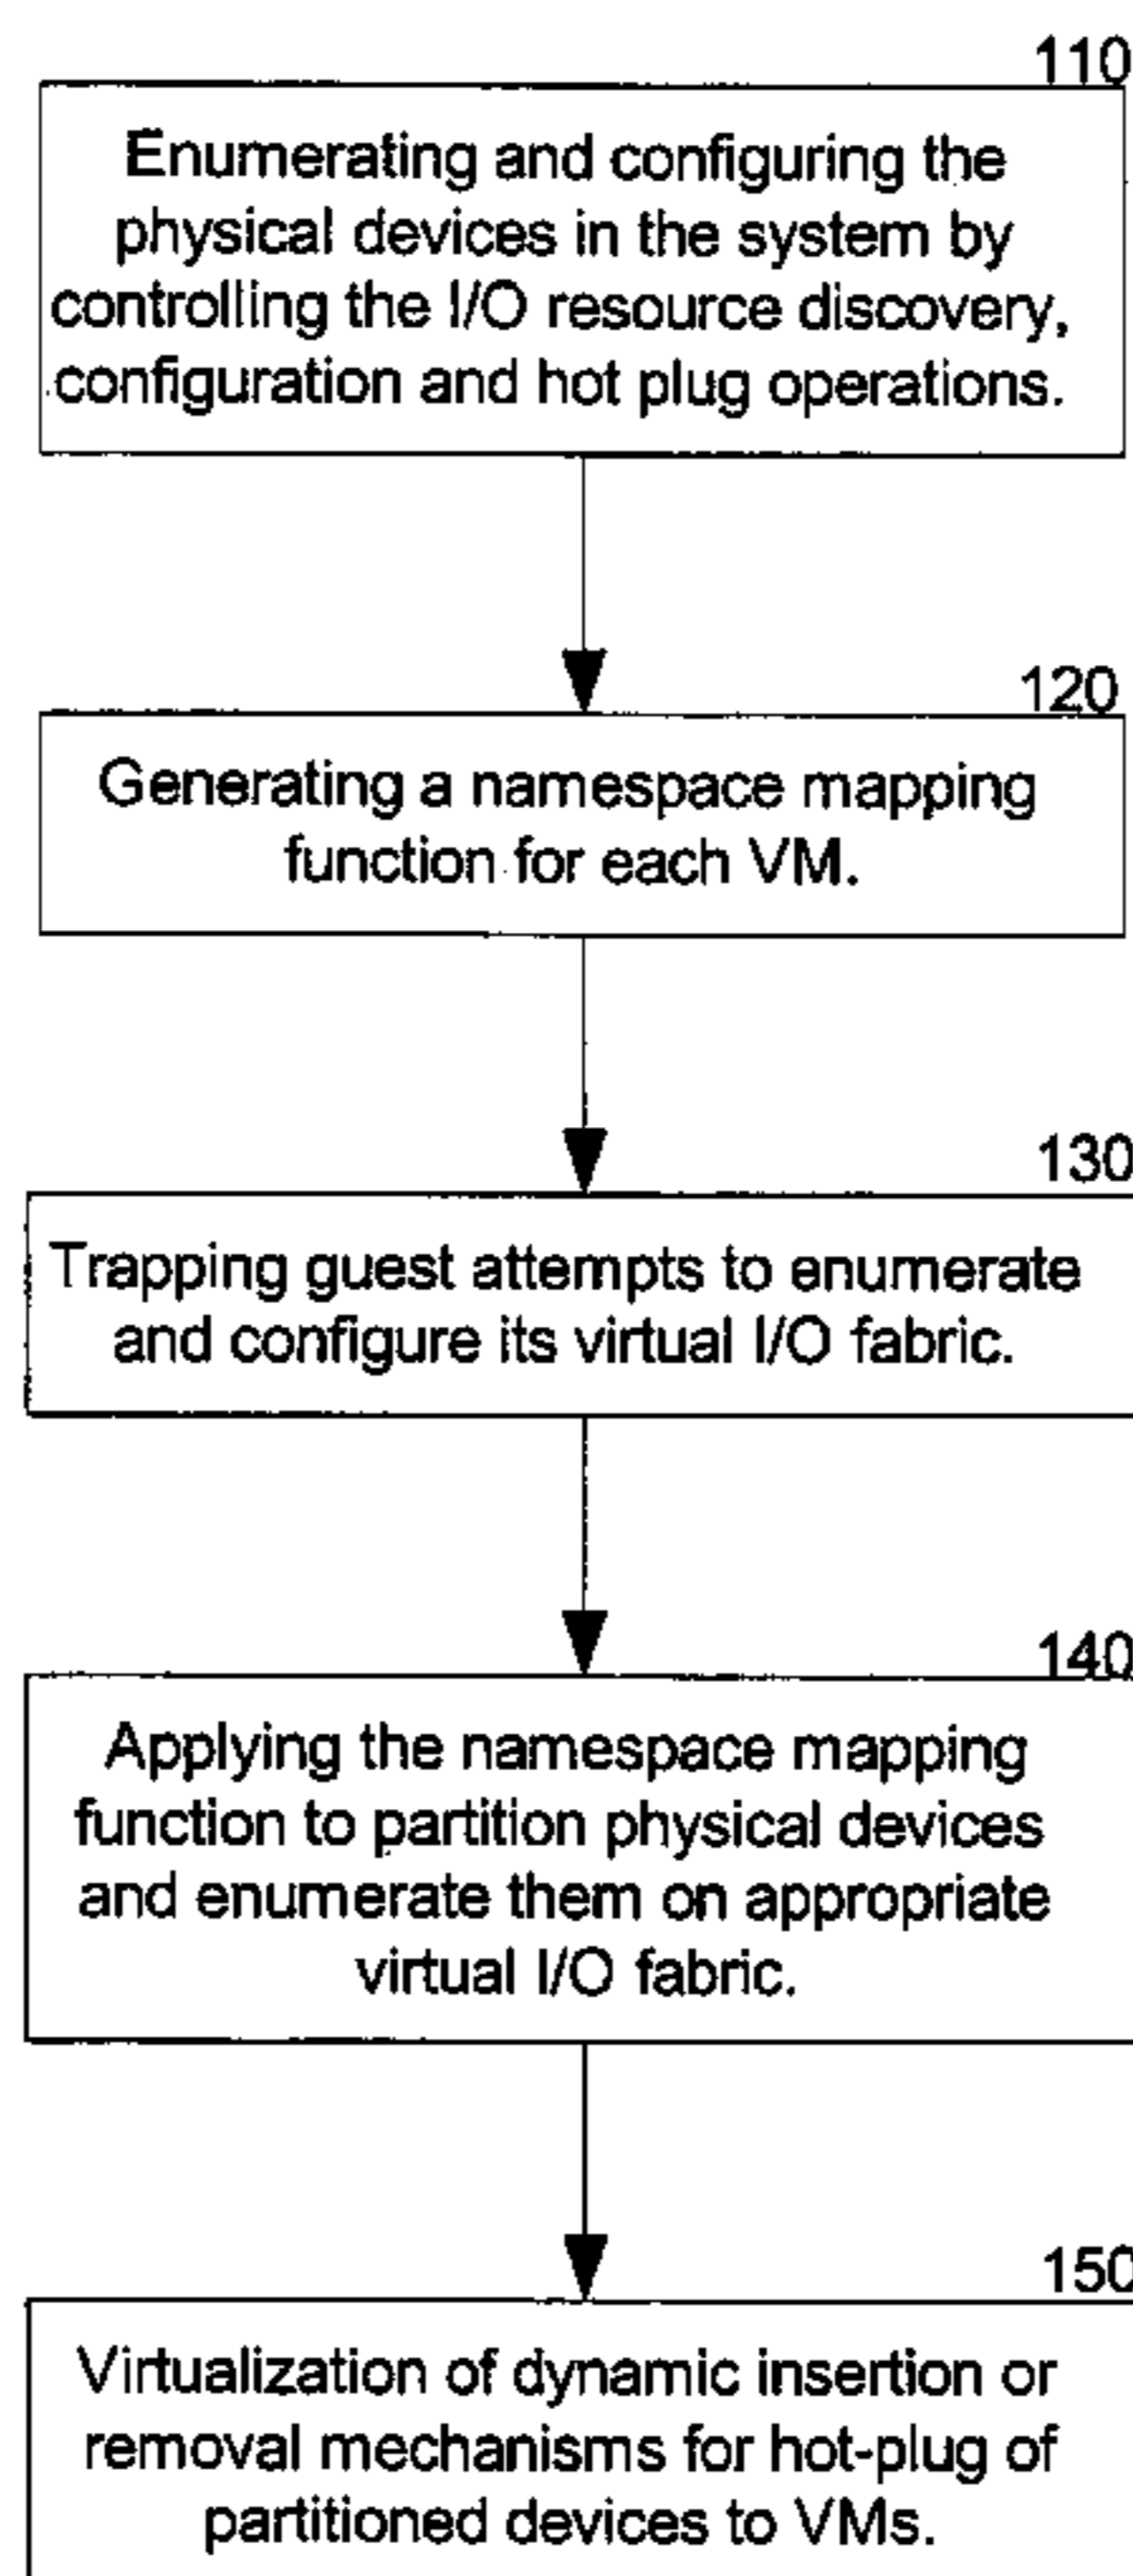 110
Enumerating and configuring the
physical devices in the system by
controlling the I/O resource discovery,
configuration and hot plug operations.
120
Generating a namespace mapping
function for each VM.
130
Trapping guest attempts to enumerate
and configure its virtual I/O fabric.
140
Applying the namespace mapping
function to partition physical devices
and enumerate them on appropriate
virtual I/O fabric.
150
Virtualization of dynamic insertion or
removal mechanisms for hot-plug of
partitioned devices to VMs.